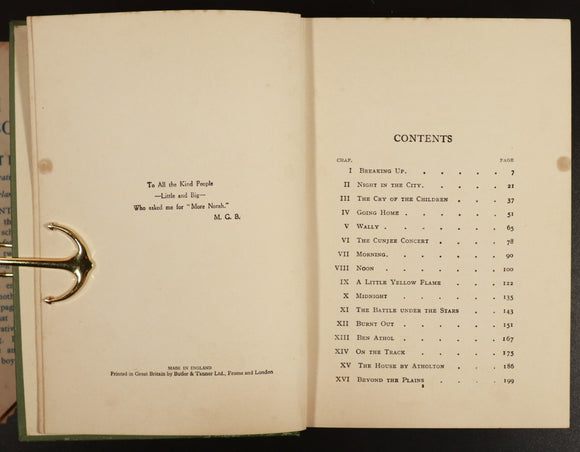 To All the Kind People
—Little and Big—
Who asked me for "More Norah."
M. G. B.
MADE IN ENGLAND
Printed in Great Britain by Butler & Tanner Ltd., Frome and London
CONTENTS
CHAP. PAGE
I Breaking Up . . . . . . 7
II Night in the City . . . . . 21
III The Cry of the Children . . . . 37
IV Going Home . . . . . . 51
V Wally . . . . . . . 65
VI The Cunjee Concert . . . . . 78
VII Morning . . . . . . . 90
VIII Noon . . . . . . . 100
IX A Little Yellow Flame . . . . 122
X Midnight . . . . . . 135
XI The Battle under the Stars . . . 143
XII Burnt Out . . . . . . 151
XIII Ben Athol . . . . . . 167
XIV On the Track . . . . . 175
XV The House by Atholton . . . . 186
XVI Beyond the Plains . . . . . 199